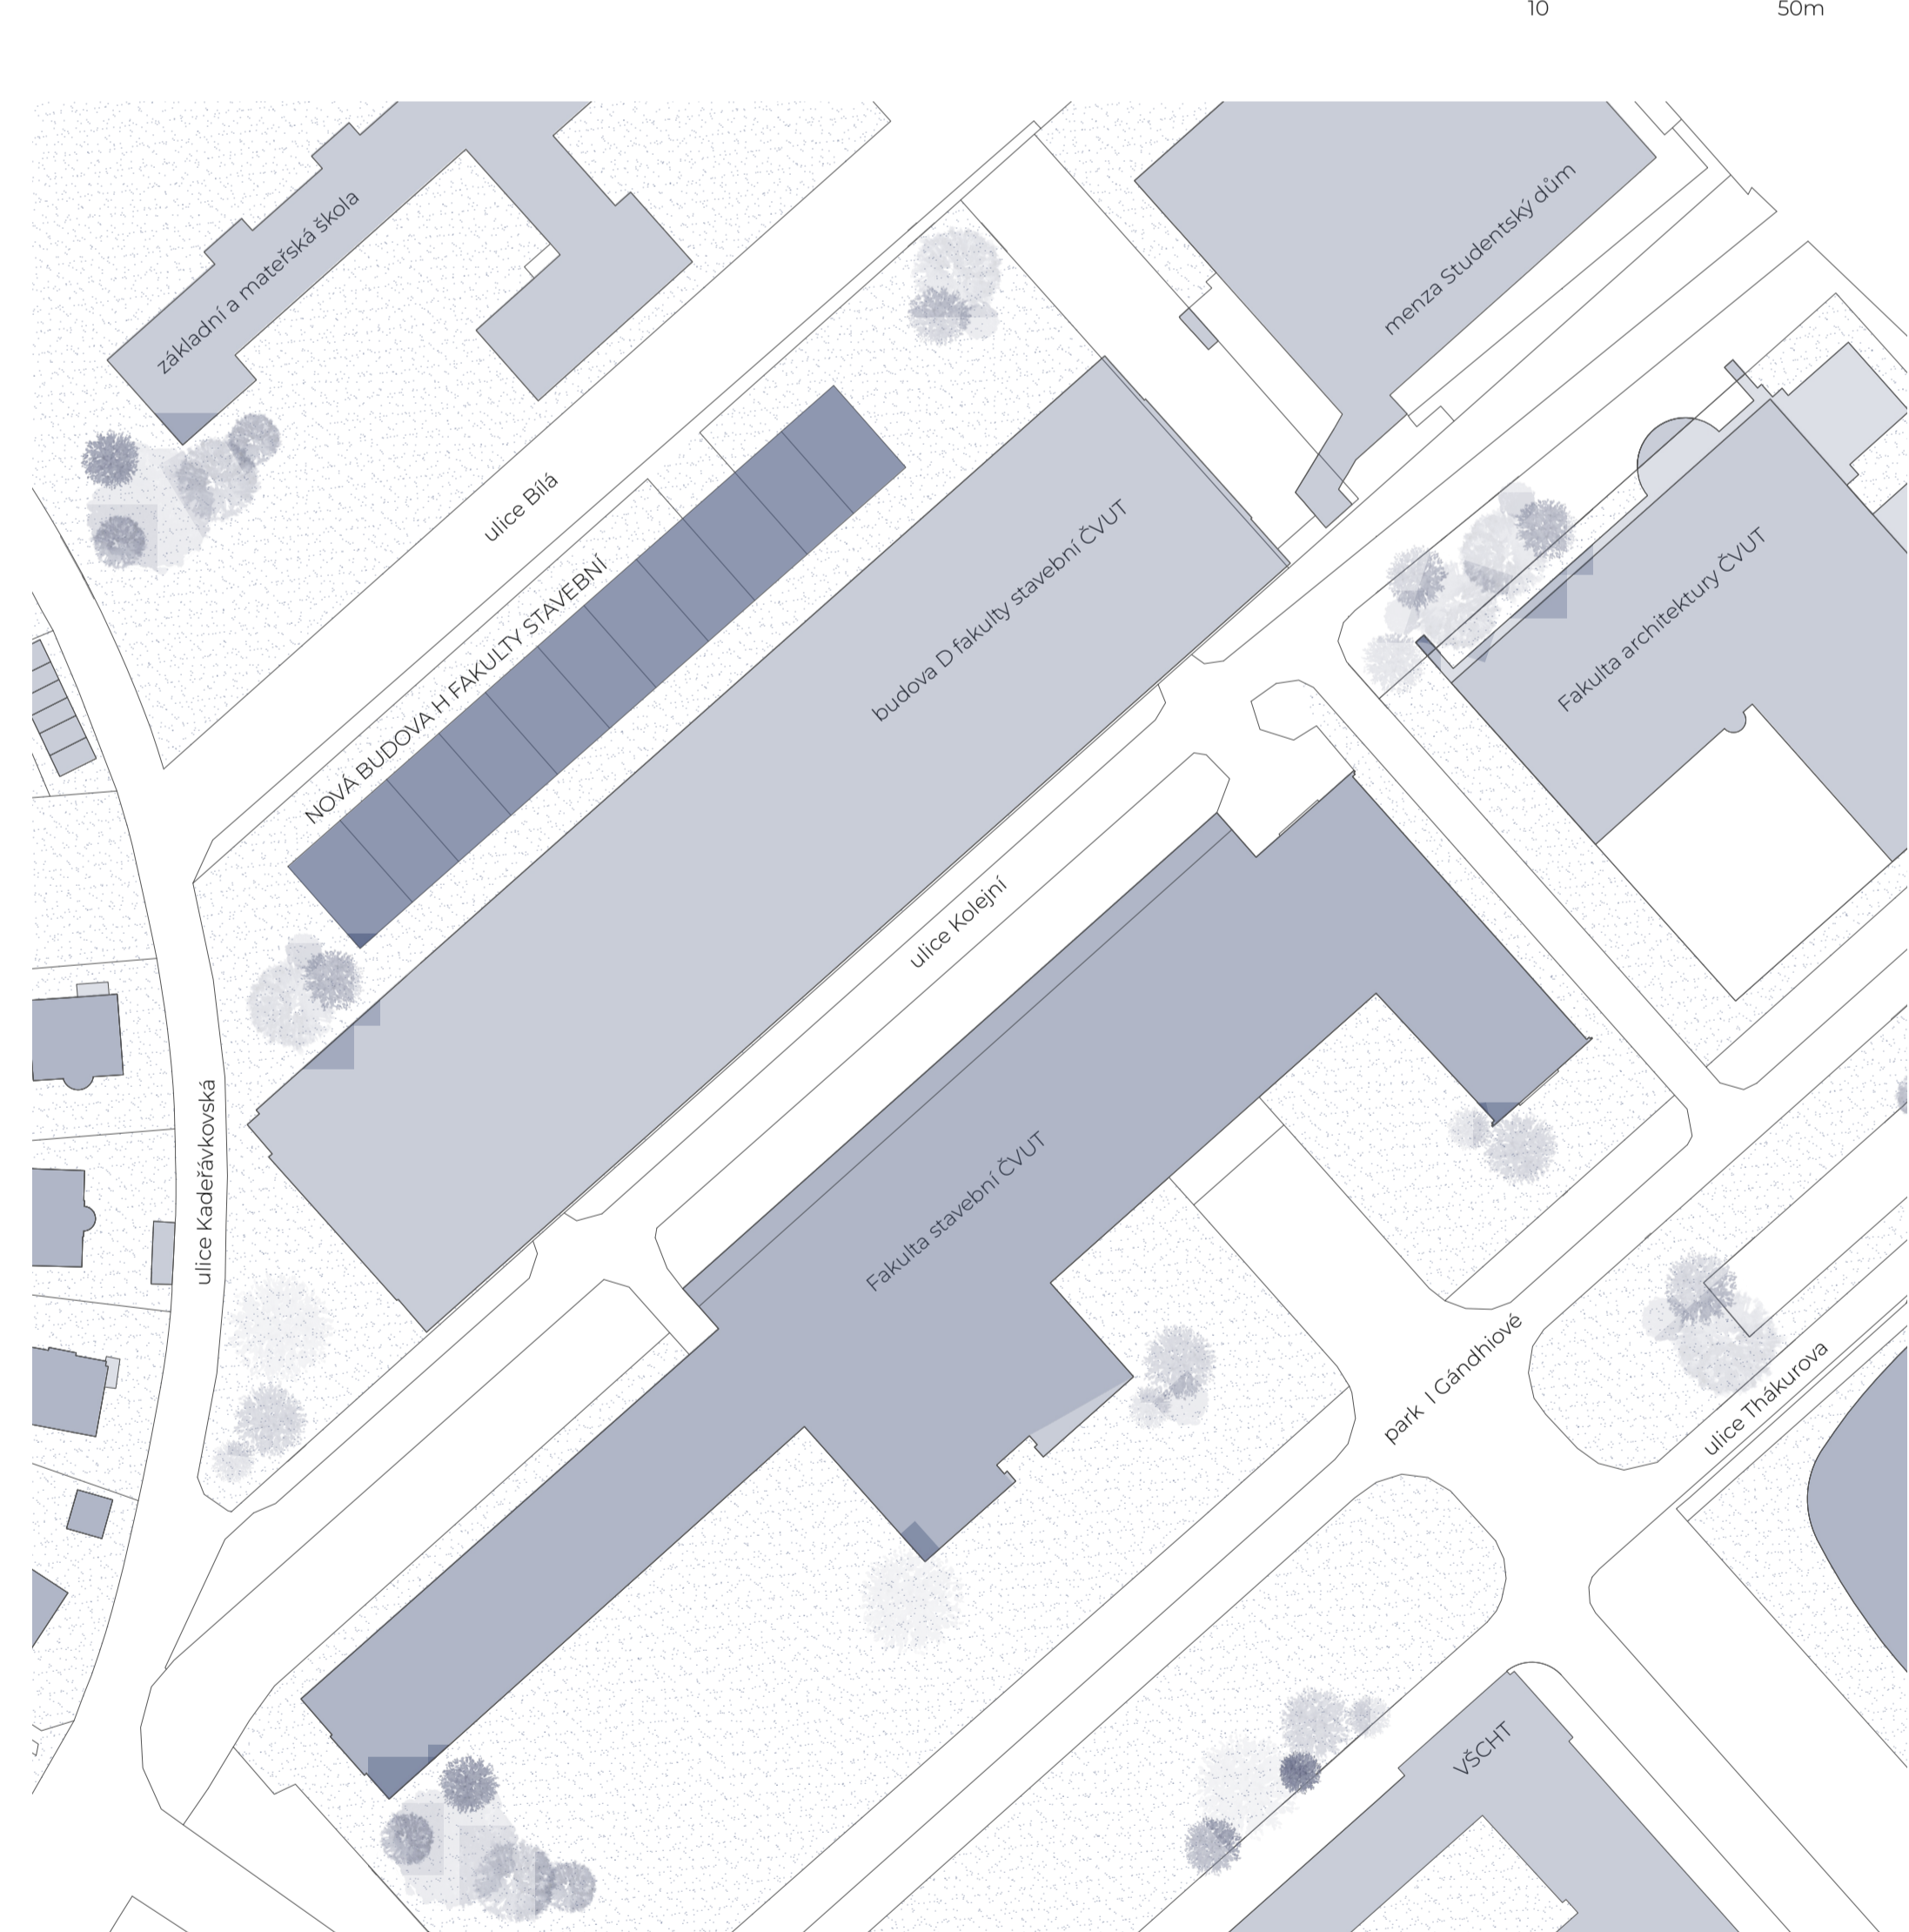 10
50m
základní a mateřská škola
menza Studentský dům
ulice Bílá
NOVÁ BUDOVA H FAKULTY STAVEBNÍ
budova D fakulty stavební ČVUT
Fakulta architektury ČVUT
ulice Kolejní
ulice Kadeřávkovská
Fakulta stavební ČVUT
park I Gándhiové
ulice Thákurova
VŠCHT